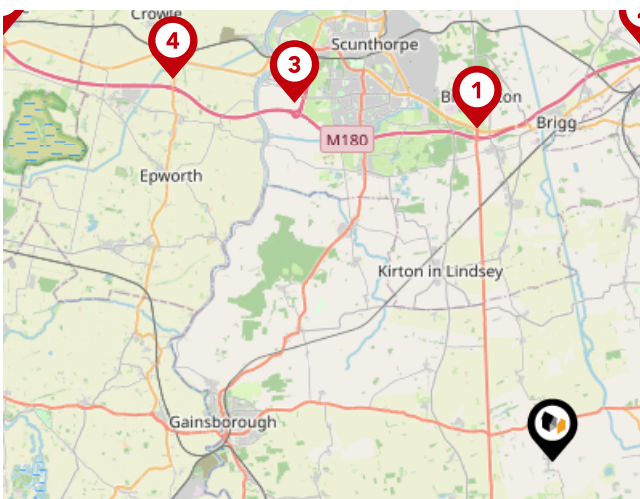 Crowle
4
Scunthorpe
3
1
Brigg
M180
Epworth
Kirton in Lindsey
Gainsborough